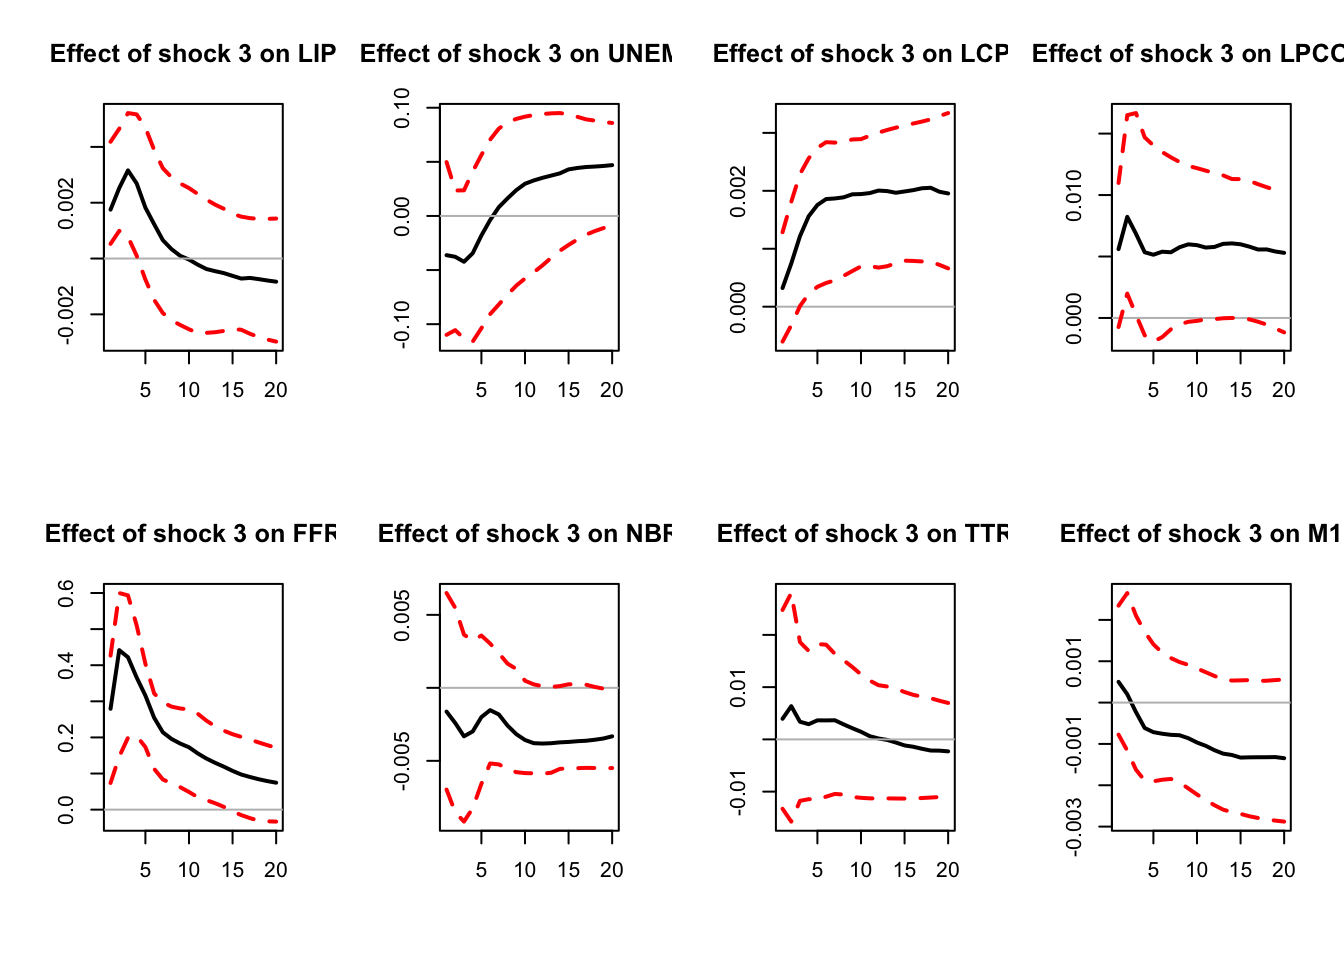 Effect of shock 3 on LIP
Effect of shock 3 on UNEM
Effect of shock 3 on LCP
Effect of shock 3 on LPCO
0.002
-0.002
5 10 15 20
0.10
0.00
-0.10
5 10 15 20
0.002
0.000
5 10 15 20
0.010
0.000
5 10 15 20
Effect of shock 3 on FFR
Effect of shock 3 on NBR
Effect of shock 3 on TTR
Effect of shock 3 on M1
0.6
0.4
0.2
0.0
5 10 15 20
0.005
-0.005
5 10 15 20
0.01
-0.01
5 10 15 20
0.001
-0.001
-0.003
5 10 15 20